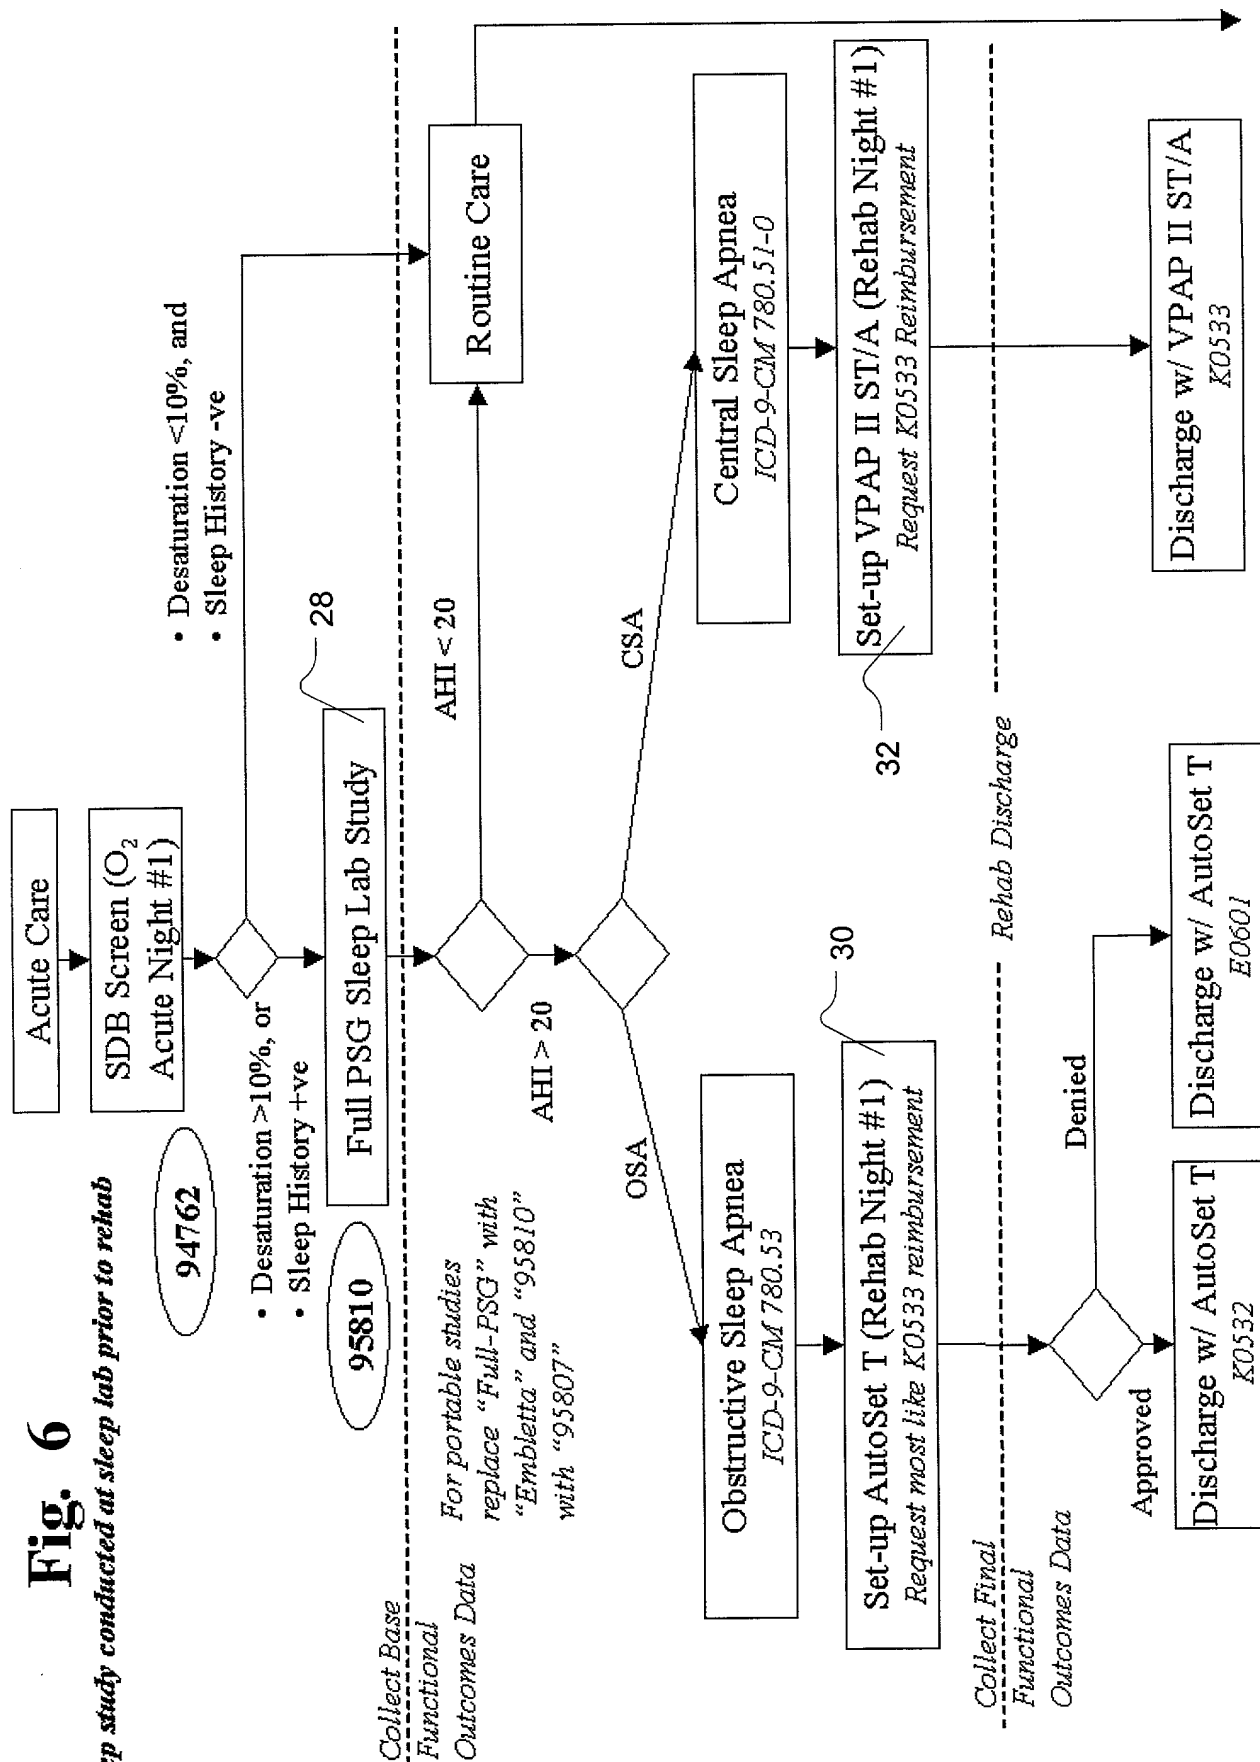 Fig. 6
study conducted at sleep lab prior to rehab
Acute Care
SDB Screen (O₂
Acute Night #1)
94762
• Desaturation <10%, and
• Sleep History -ve
• Desaturation >10%, or
• Sleep History +ve
Full PSG Sleep Lab Study
28
95810
Collect Base
Functional
Outcomes Data
For portable studies
replace “Full-PSG” with
“Embletta” and “95810”
with “95807”
AHI < 20
Routine Care
AHI > 20
OSA
CSA
Obstructive Sleep Apnea
ICD-9-CM 780.53
Central Sleep Apnea
ICD-9-CM 780.51-0
Set-up AutoSet T (Rehab Night #1)
Request most like K0533 reimbursement
30
Set-up VPAP II ST/A (Rehab Night #1)
Request K0533 Reimbursement
32
Collect Final
Functional
Outcomes Data
Rehab Discharge
Approved
Denied
Discharge w/ AutoSet T
K0532
Discharge w/ AutoSet T
E0601
Discharge w/ VPAP II ST/A
K0533